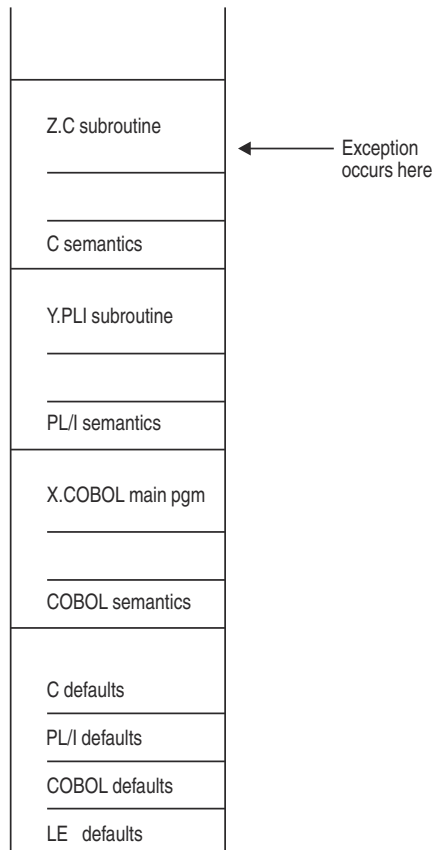 Z.C subroutine
Exception
occurs here
C semantics
Y.PLI subroutine
PL/I semantics
X.COBOL main pgm
COBOL semantics
C defaults
PL/I defaults
COBOL defaults
LE defaults